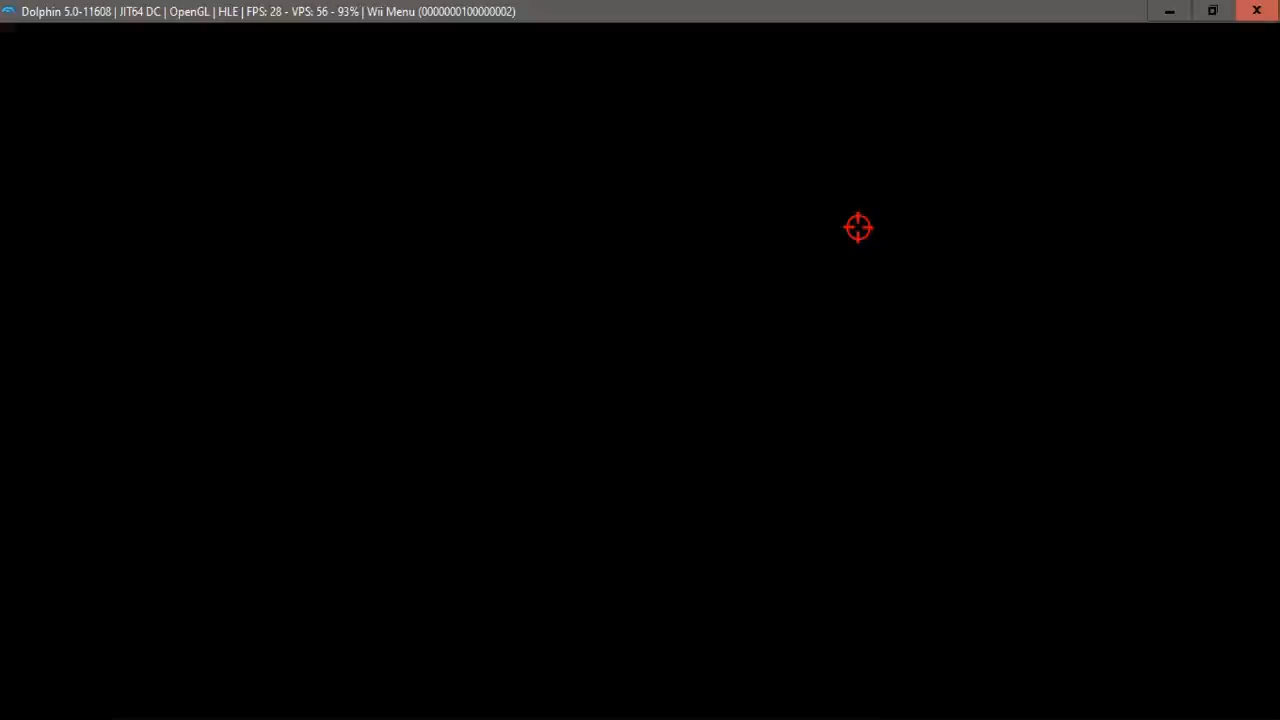 Dolphin 5.0-11608 | JIT64 DC | OpenGL | HLE | FPS: 28 - VPS: 56 - 93% | Wii Menu (0000000100000002)